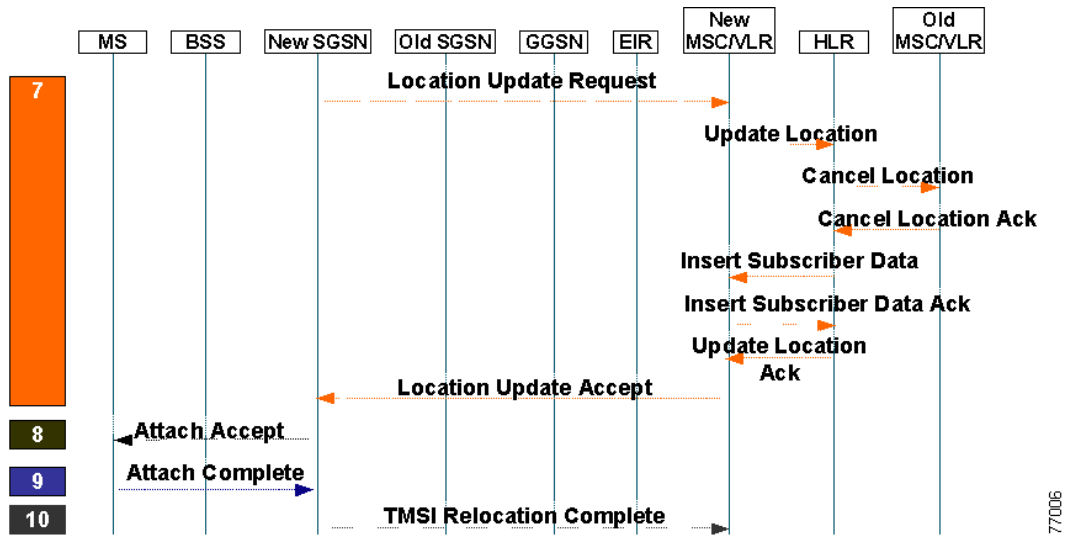 New Old
MS BSS New SGSN Old SGSN GGSN EIR MSC/VLR HLR MSC/VLR
7
Location Update Request
Update Location
Cancel Location
Cancel Location Ack
Insert Subscriber Data
Insert Subscriber Data Ack
Update Location
Ack
Location Update Accept
8
Attach Accept
9
Attach Complete
10
TMSI Relocation Complete
77006